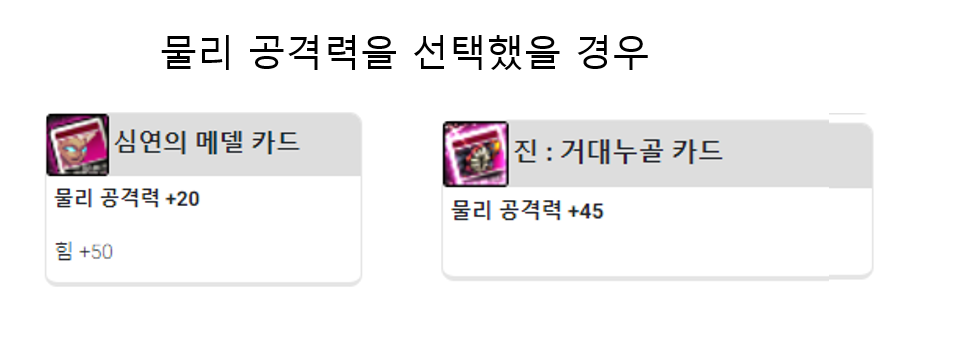 물리 공격력을 선택했을 경우
심연의 메델 카드
물리 공격력 +20
힘 +50
진 : 거대누골 카드
물리 공격력 +45